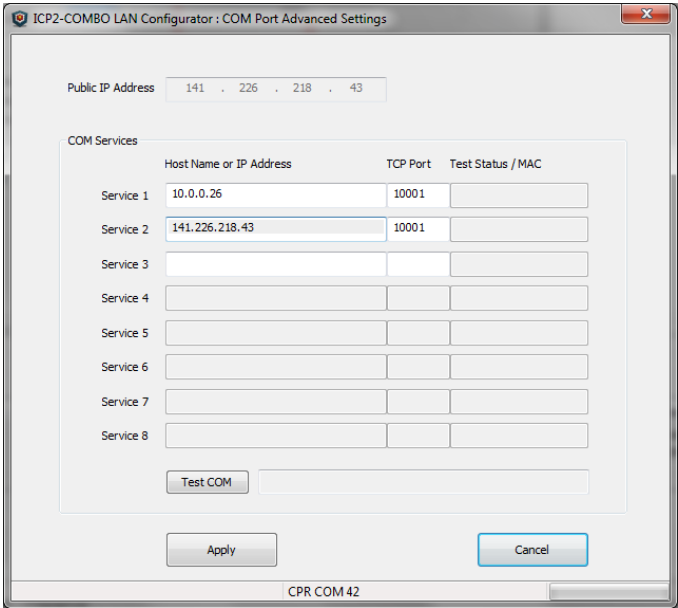 ICP2-COMBO LAN Configurator : COM Port Advanced Settings
Public IP Address 141 . 226 . 218 . 43
COM Services
Host Name or IP Address TCP Port Test Status / MAC
Service 1 10.0.0.26 10001
Service 2 141.226.218.43 10001
Service 3
Service 4
Service 5
Service 6
Service 7
Service 8
Test COM
Apply Cancel
CPR COM 42